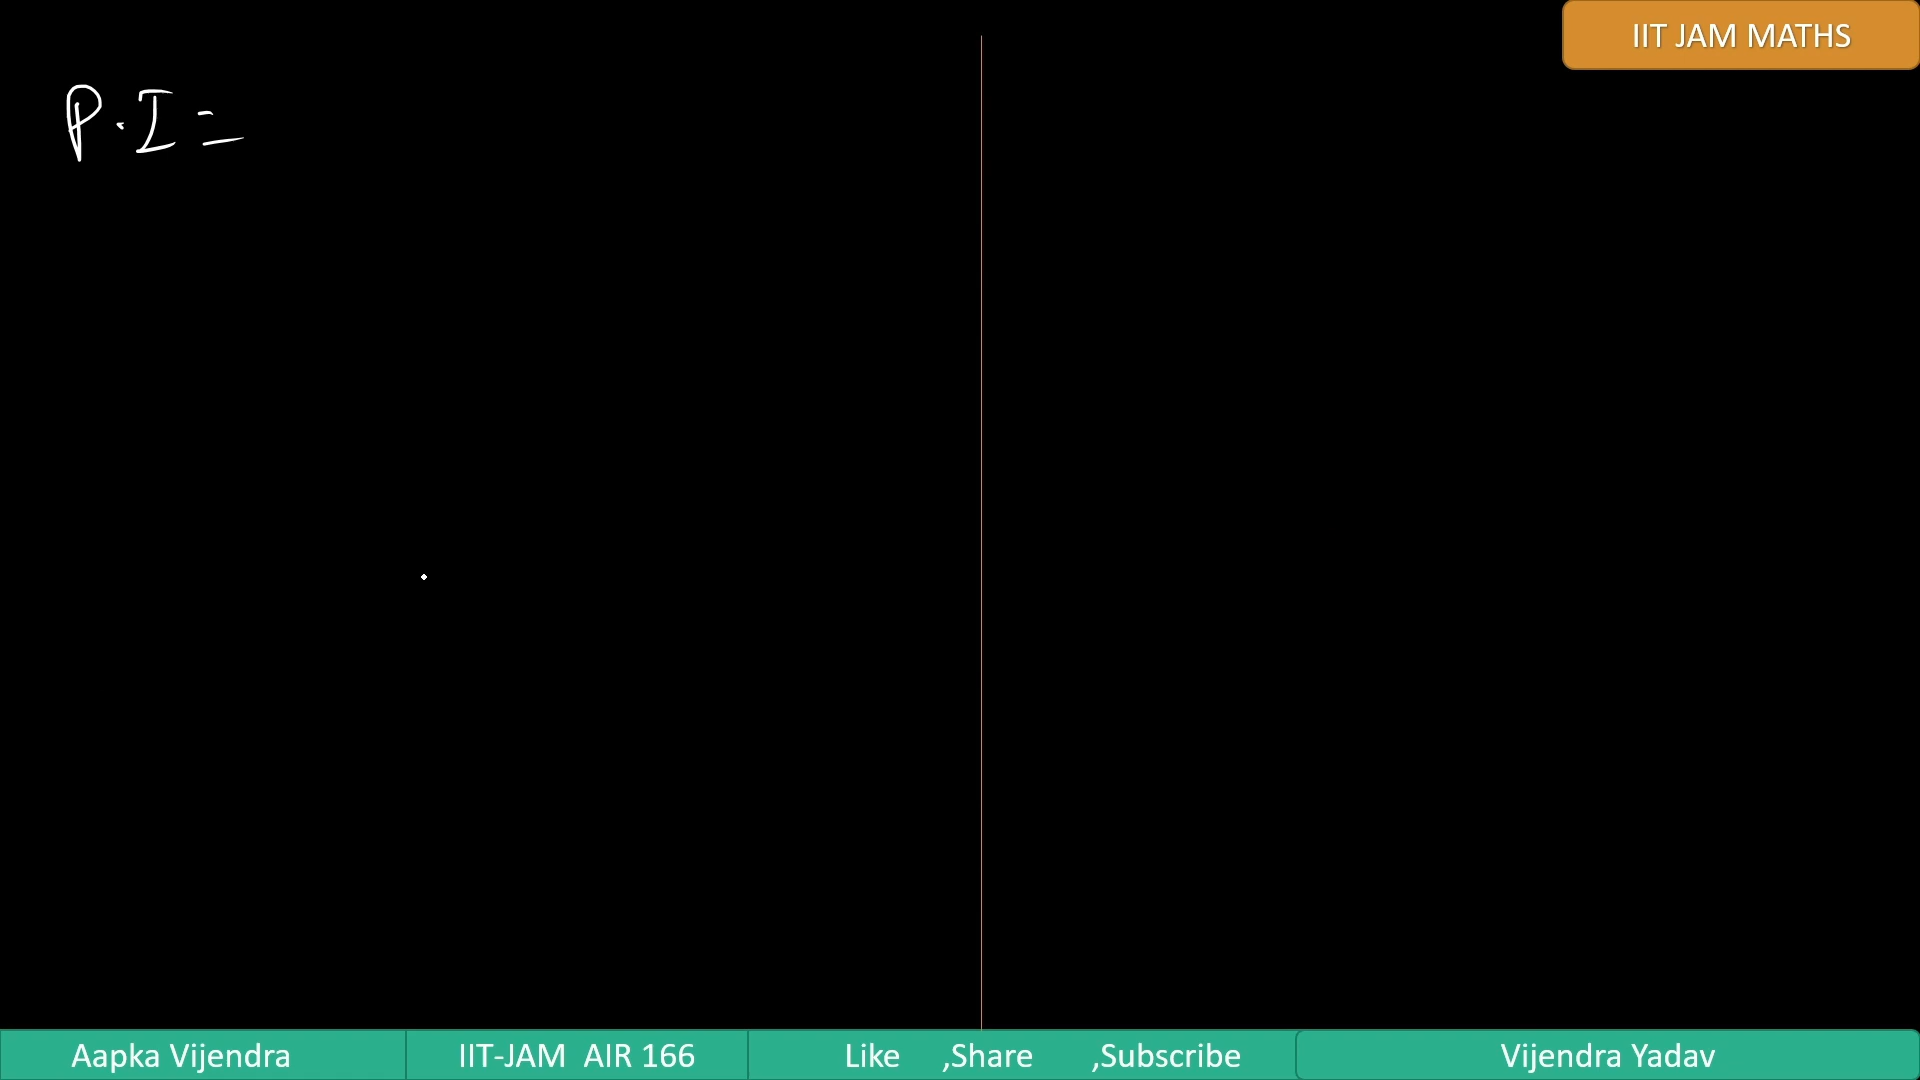 IIT JAM MATHS
P.I =
Aapka Vijendra
IIT-JAM AIR 166
Like ,Share ,Subscribe
Vijendra Yadav